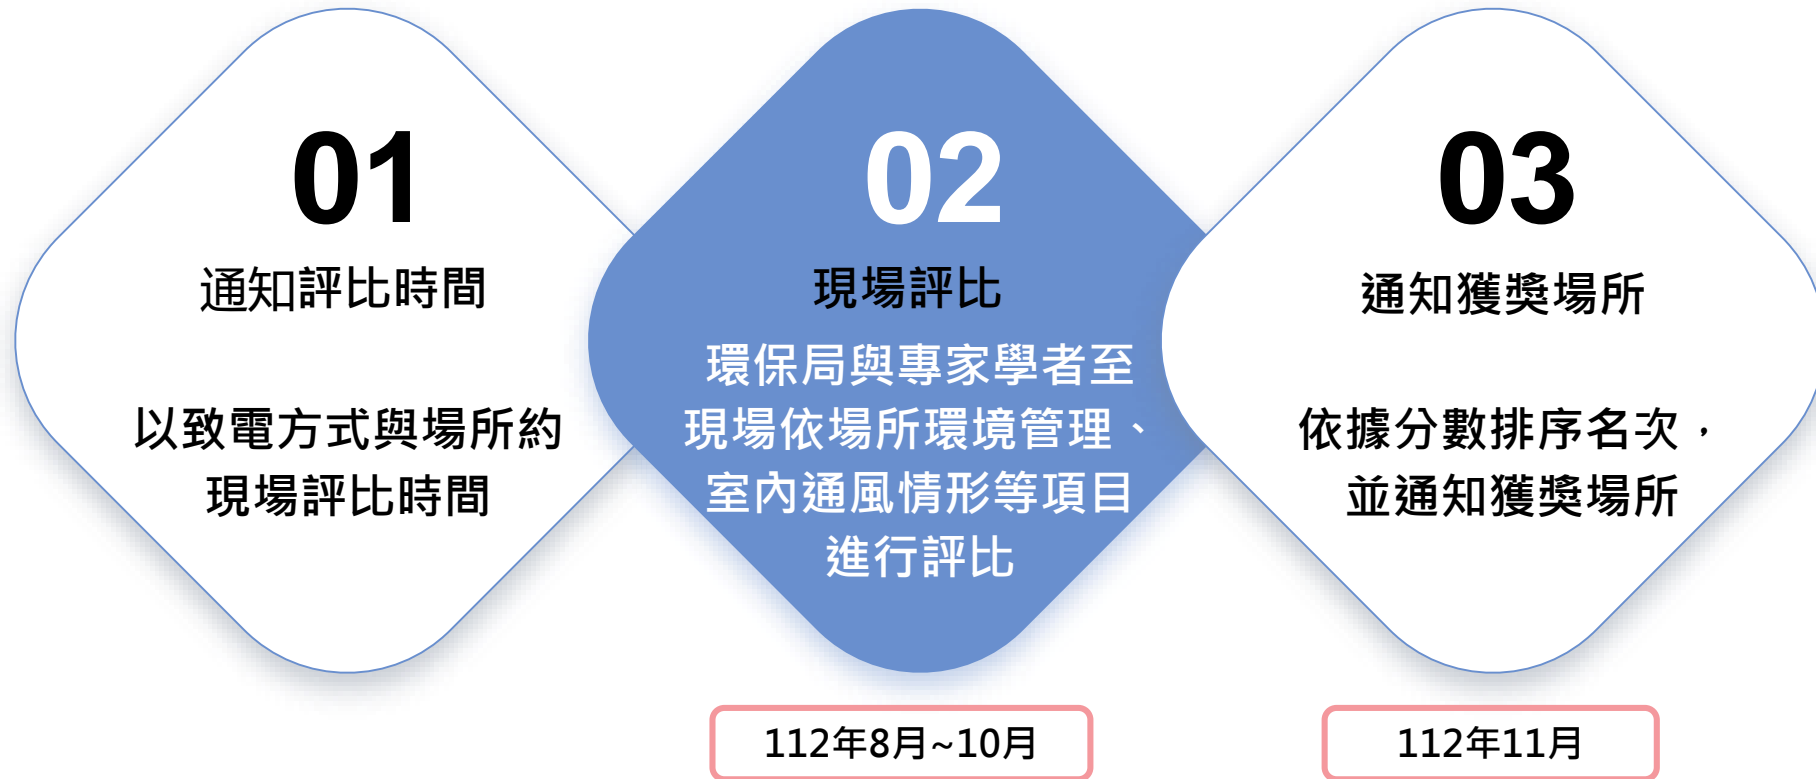 01
通知評比時間
以致電方式與場所約
現場評比時間
02
現場評比
環保局與專家學者至
現場依場所環境管理、
室內通風情形等項目
進行評比
112年8月~10月
03
通知獲獎場所
依據分數排序名次，
並通知獲獎場所
112年11月